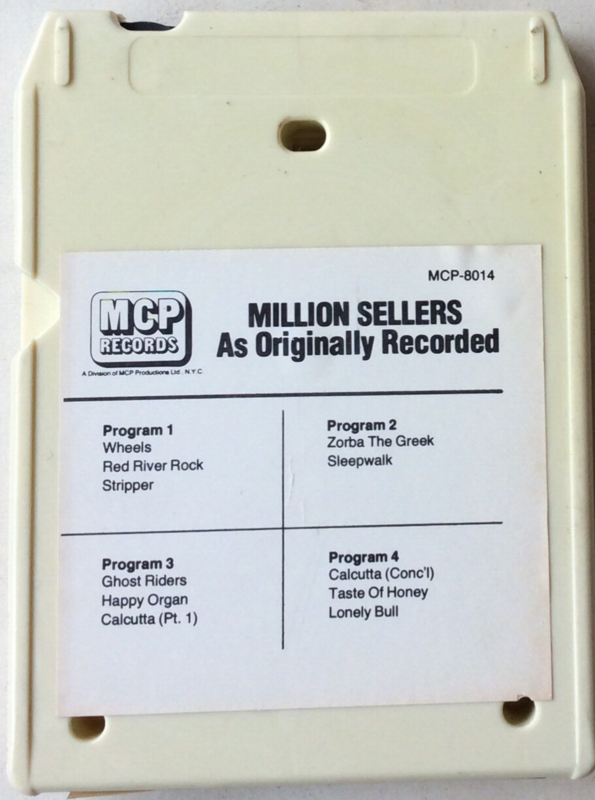 MCP-8014
MCP
RECORDS
A Division of MCP Productions Ltd. N.Y.C.
MILLION SELLERS
As Originally Recorded
Program 1
Wheels
Red River Rock
Stripper
Program 2
Zorba The Greek
Sleepwalk
Program 3
Ghost Riders
Happy Organ
Calcutta (Pt. 1)
Program 4
Calcutta (Conc'l)
Taste Of Honey
Lonely Bull